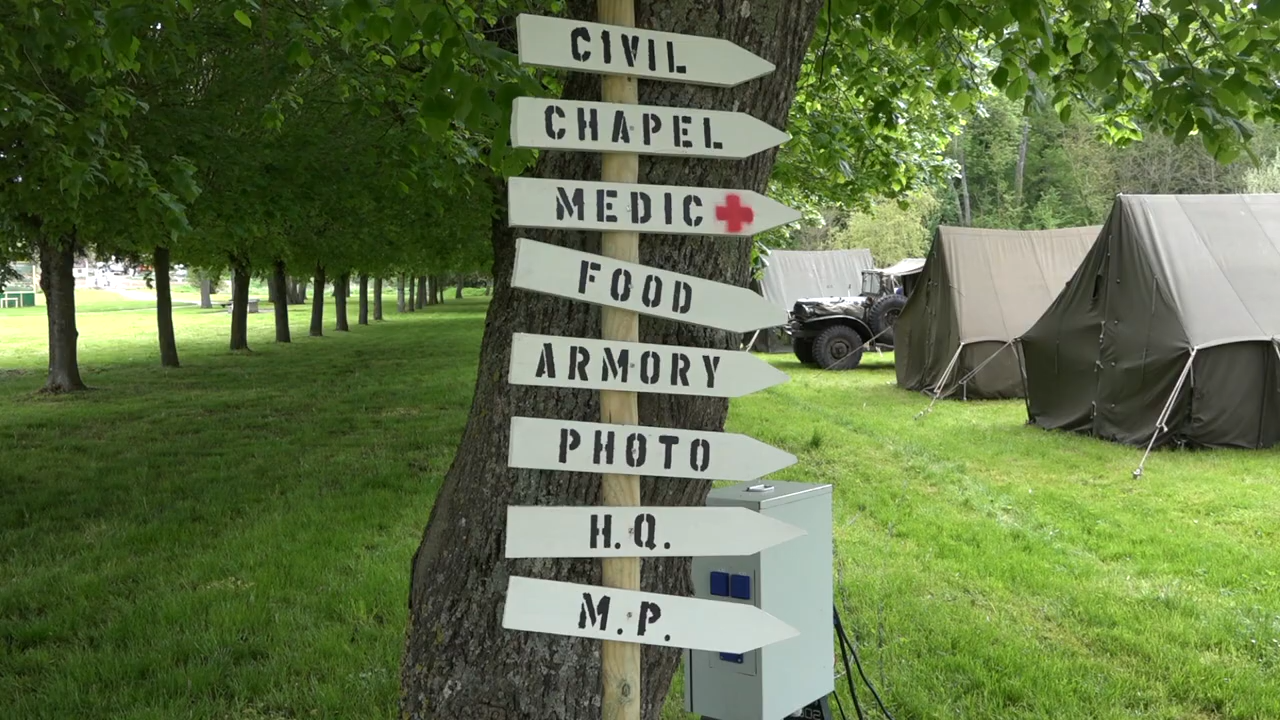 CIVIL
CHAPEL
MEDIC
FOOD
ARMORY
PHOTO
H.Q.
M.P.